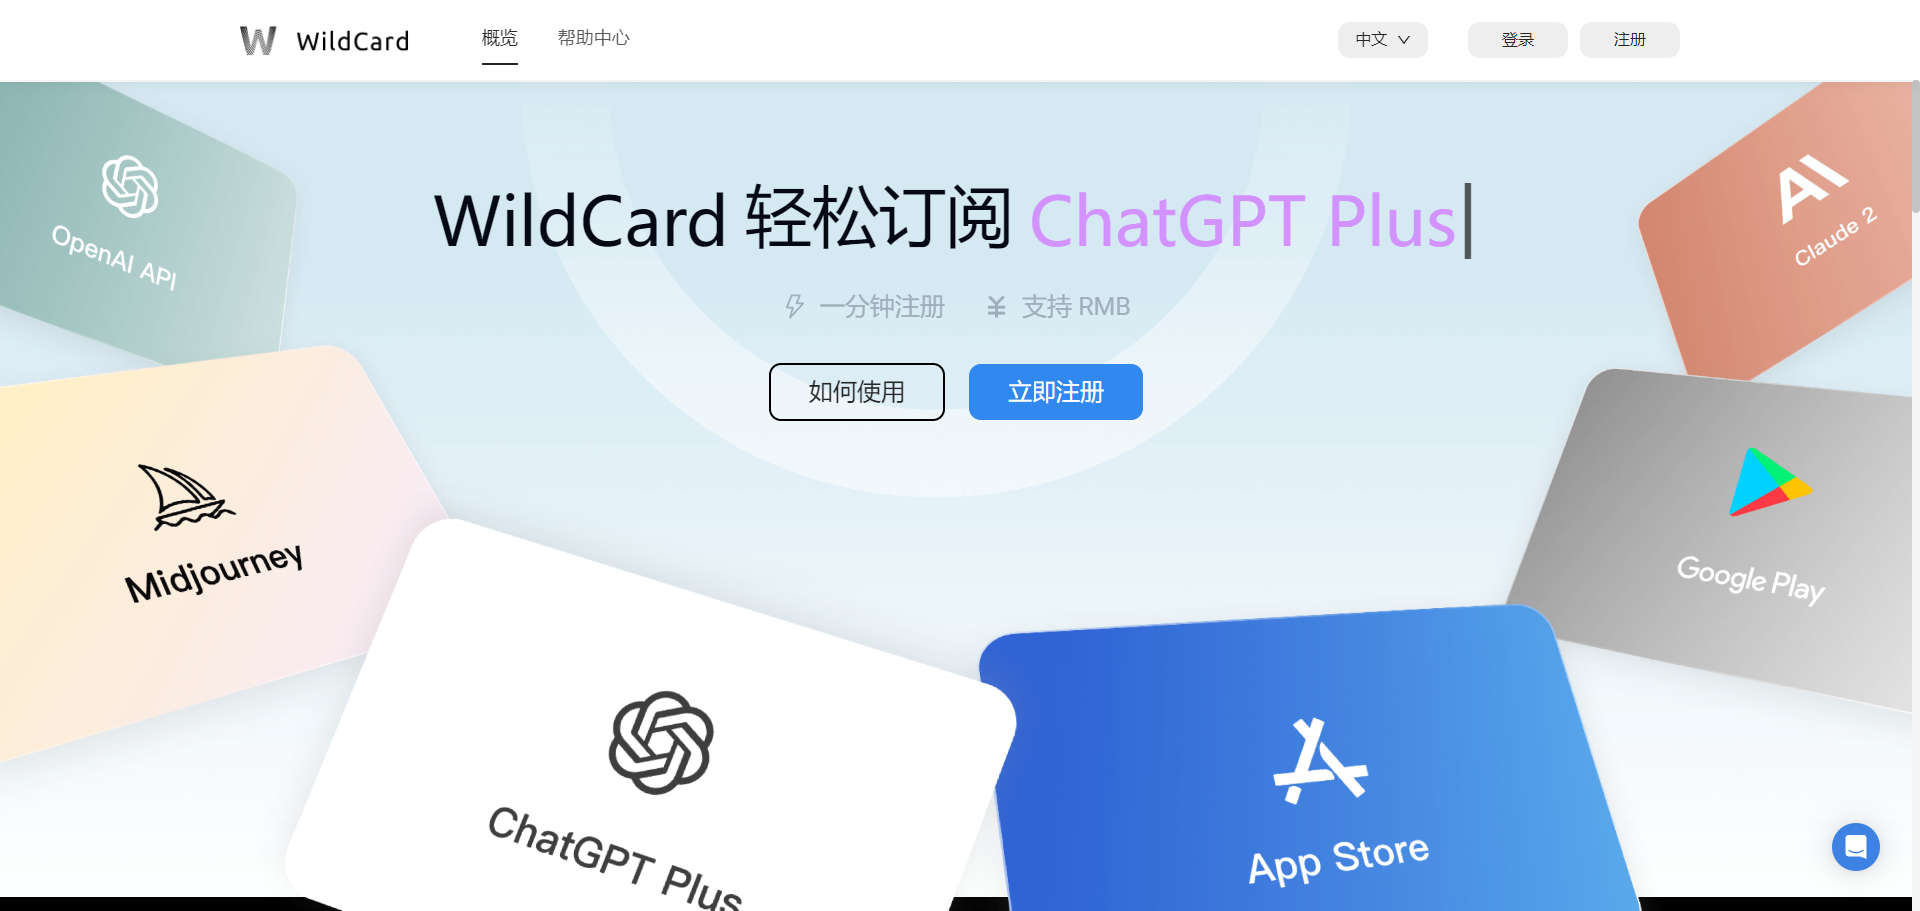 WildCard
概览
帮助中心
中文
登录
注册
WildCard 轻松订阅 ChatGPT Plus
一分钟注册
支持 RMB
如何使用
立即注册
OpenAI API
Claude 2
Midjourney
Google Play
ChatGPT Plus
App Store